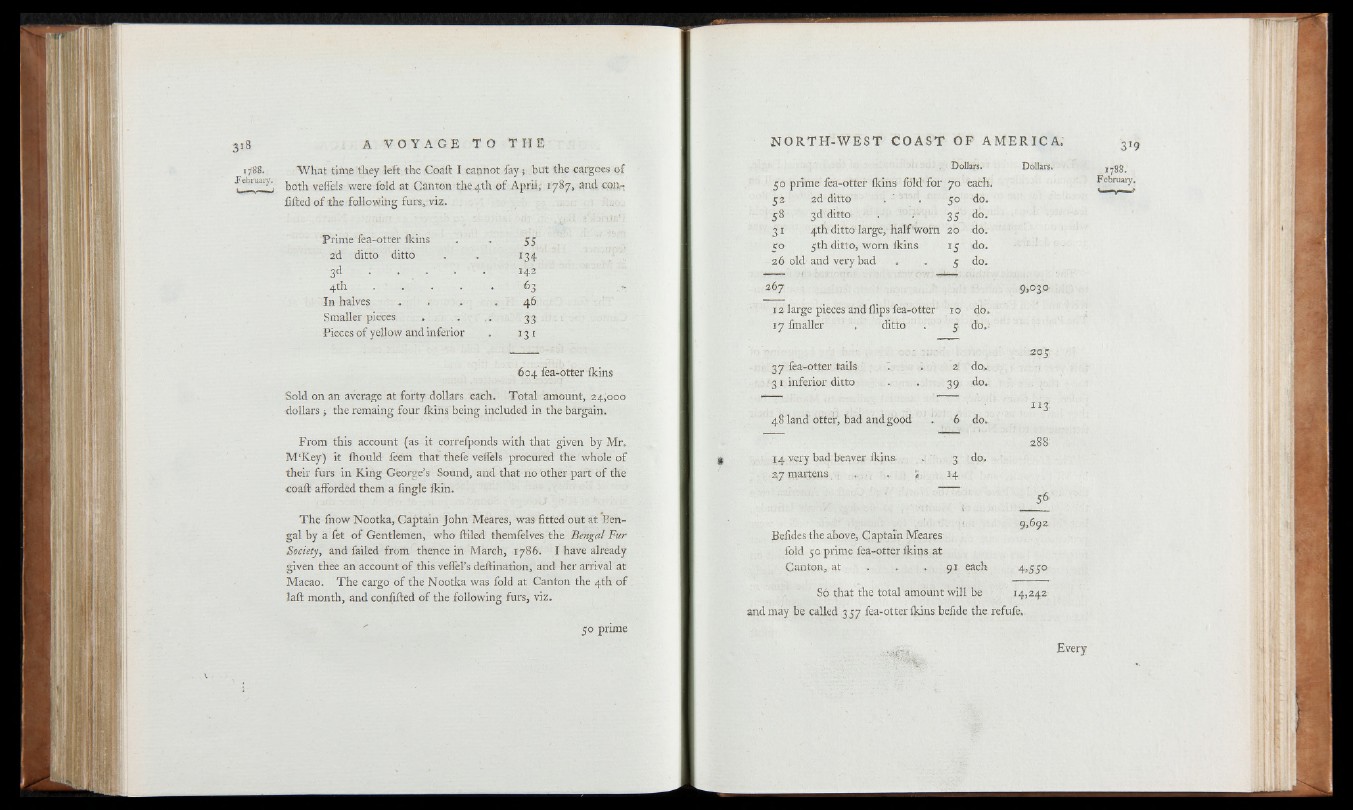 318
A VOYAGE TO THE
1788.
February.
What time they left the Coaſt I cannot ſay; but the cargoes of
both veſſels were ſold at Canton the 4th of April, 1787, and con-
ſiſted of the following furs, viz.
Prime ſea-otter ſkins . . 55
2d ditto ditto . . 134
3d . . . . . 142
4th . . . . . 63
In halves . . . . 46
Smaller pieces . . . 33
Pieces of yellow and inferior . 131
604 ſea-otter ſkins
Sold on an average at forty dollars each. Total amount, 24,000
dollars; the remaing four ſkins being included in the bargain.
From this account (as it correſponds with that given by Mr.
M‘Key) it ſhould ſeem that theſe veſſels procured the whole of
their furs in King George's Sound, and that no other part of the
coaſt afforded them a ſingle ſkin.
The ſnow Nootka, Captain John Meares, was fitted out at Ben-
gal by a ſet of Gentlemen, who ſtiled themſelves the Bengal Fur
Society, and ſailed from thence in March, 1786. I have already
given thee an account of this veſſel's deſtination, and her arrival at
Macao. The cargo of the Nootka was ſold at Canton the 4th of
laſt month, and conſiſted of the following furs, viz.
50 prime
NORTH-WEST COAST OF AMERICA.
319
1788.
February.
Dollars. Dollars.
50 prime ſea-otter ſkins ſold for 70 each.
52 2d ditto . . 50 do.
58 3d ditto . . 35 do.
31 4th ditto large, half worn 20 do.
50 5th ditto, worn ſkins 15 do.
26 old and very bad . . 5 do.
267 9,030
12 large pieces and ſlips ſea-otter 10 do.
17 ſmaller . ditto . 5 do.
205
37 ſea-otter tails . . 2 do.
31 inferior ditto . . 39 do.
113
48 land otter, bad and good . 6 do.
288
14 very bad beaver ſkins . 3 do.
27 martens . . . 14
56
9,692
Beſides the above, Captain Meares
ſold 50 prime ſea-otter ſkins at
Canton, at . . . 91 each 4,550
So that the total amount will be 14,242
and may be called 357 ſea-otter ſkins beſide the refuſe.
Every